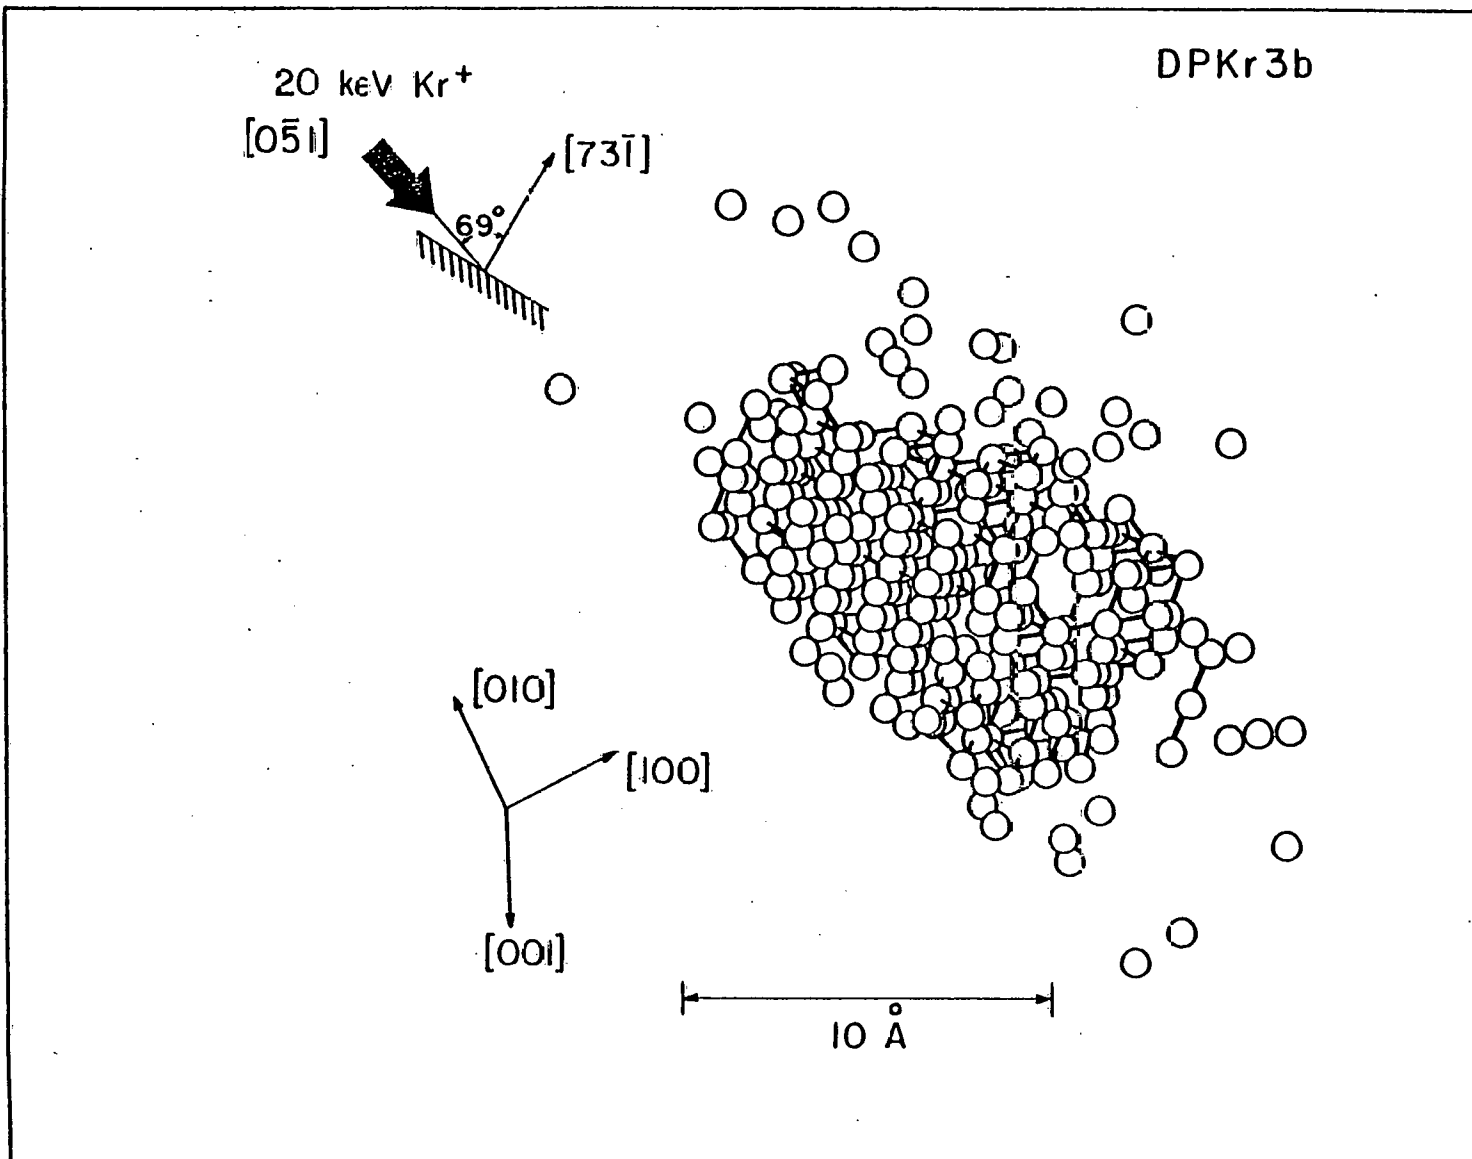 DPKr3b
20 keV Kr⁺
[05̄1]
[731̄]
69°
[010]
[100]
[001]
10 Å